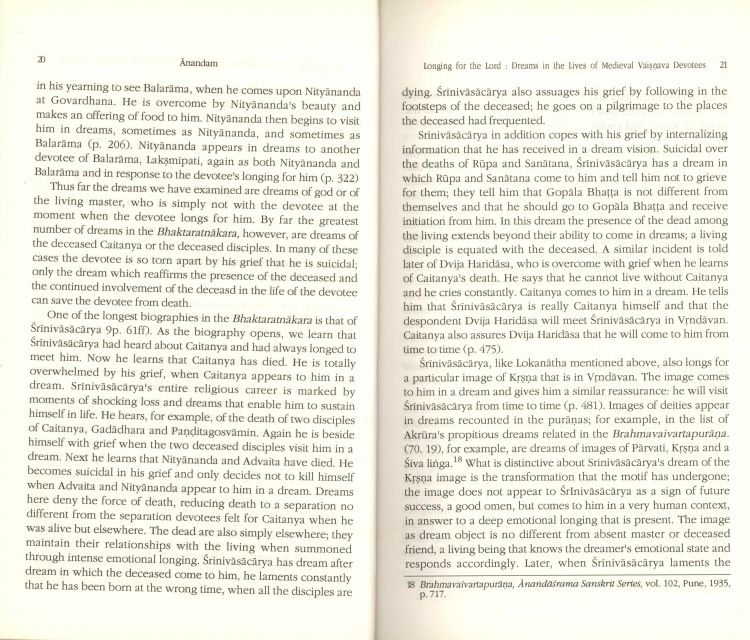 20
Ānandam
in his yearning to see Balarāma, when he comes upon Nityānanda
at Govardhana. He is overcome by Nityānanda's beauty and
makes an offering of food to him. Nityānanda then begins to visit
him in dreams, sometimes as Nityānanda, and sometimes as
Balarāma (p. 206). Nityānanda appears in dreams to another
devotee of Balarāma, Lakṣmipati, again as both Nityānanda and
Balarāma and in response to the devotee's longing for him (p. 322)
Thus far the dreams we have examined are dreams of god or of
the living master, who is simply not with the devotee at the
moment when the devotee longs for him. By far the greatest
number of dreams in the Bhaktaratnākara, however, are dreams of
the deceased Caitanya or the deceased disciples. In many of these
cases the devotee is so torn apart by his grief that he is suicidal;
only the dream which reaffirms the presence of the deceased and
the continued involvement of the deceasd in the life of the devotee
can save the devotee from death.
One of the longest biographies in the Bhaktaratnākara is that of
Śrīnivāsācārya 9p. 61ff). As the biography opens, we learn that
Śrīnivāsācārya had heard about Caitanya and had always longed to
meet him. Now he learns that Caitanya has died. He is totally
overwhelmed by his grief, when Caitanya appears to him in a
dream. Srīnivāsācārya's entire religious career is marked by
moments of shocking loss and dreams that enable him to sustain
himself in life. He hears, for example, of the death of two disciples
of Caitanya, Gadādhara and Paṇḍitagosvāmin. Again he is beside
himself with grief when the two deceased disciples visit him in a
dream. Next he learns that Nityānanda and Advaita have died. He
becomes suicidal in his grief and only decides not to kill himself
when Advaita and Nityānanda appear to him in a dream. Dreams
here deny the force of death, reducing death to a separation no
different from the separation devotees felt for Caitanya when he
was alive but elsewhere. The dead are also simply elsewhere; they
maintain their relationships with the living when summoned
through intense emotional longing. Śrīnivāsācārya has dream after
dream in which the deceased come to him, he laments constantly
that he has been born at the wrong time, when all the disciples are
Longing for the Lord : Dreams in the Lives of Medieval Vaiṣṇava Devotees 21
dying. Śrīnivāsācārya also assuages his grief by following in the
footsteps of the deceased; he goes on a pilgrimage to the places
the deceased had frequented.
Srinivāsācārya in addition copes with his grief by internalizing
information that he has received in a dream vision. Suicidal over
the deaths of Rūpa and Sanātana, Śrīnivāsācārya has a dream in
which Rūpa and Sanātana come to him and tell him not to grieve
for them; they tell him that Gopāla Bhaṭṭa is not different from
themselves and that he should go to Gopāla Bhaṭṭa and receive
initiation from him. In this dream the presence of the dead among
the living extends beyond their ability to come in dreams; a living
disciple is equated with the deceased. A similar incident is told
later of Dvija Haridāsa, who is overcome with grief when he learns
of Caitanya's death. He says that he cannot live without Caitanya
and he cries constantly. Caitanya comes to him in a dream. He tells
him that Śrīnivāsācārya is really Caitanya himself and that the
despondent Dvija Haridāsa will meet Śrīnivāsācārya in Vṛndāvan.
Caitanya also assures Dvija Haridāsa that he will come to him from
time to time (p. 475).
Śrīnivāsācārya, like Lokanātha mentioned above, also longs for
a particular image of Kṛṣṇa that is in Vṛndāvan. The image comes
to him in a dream and gives him a similar reassurance: he will visit
Śrīnivāsācārya from time to time (p. 481). Images of deities appear
in dreams recounted in the purāṇas; for example, in the list of
Akrūra's propitious dreams related in the Brahmavaivartapurāṇa.
(70. 19), for example, are dreams of images of Pārvati, Kṛṣṇa and a
Śiva liṅga.18 What is distinctive about Srinivāsācārya's dream of the
Kṛṣṇa image is the transformation that the motif has undergone;
the image does not appear to ŚrInivāsācārya as a sign of future
success, a good omen, but comes to him in a very human context,
in answer to a deep emotional longing that is present. The image
as dream object is no different from absent master or deceased
friend, a living being that knows the dreamer's emotional state and
responds accordingly. Later, when Śrīnivāsācārya laments the
18 Brahmavaivartapurāṇa, Ānandāśrama Sanskrit Series, vol. 102, Pune, 1935,
p. 717.